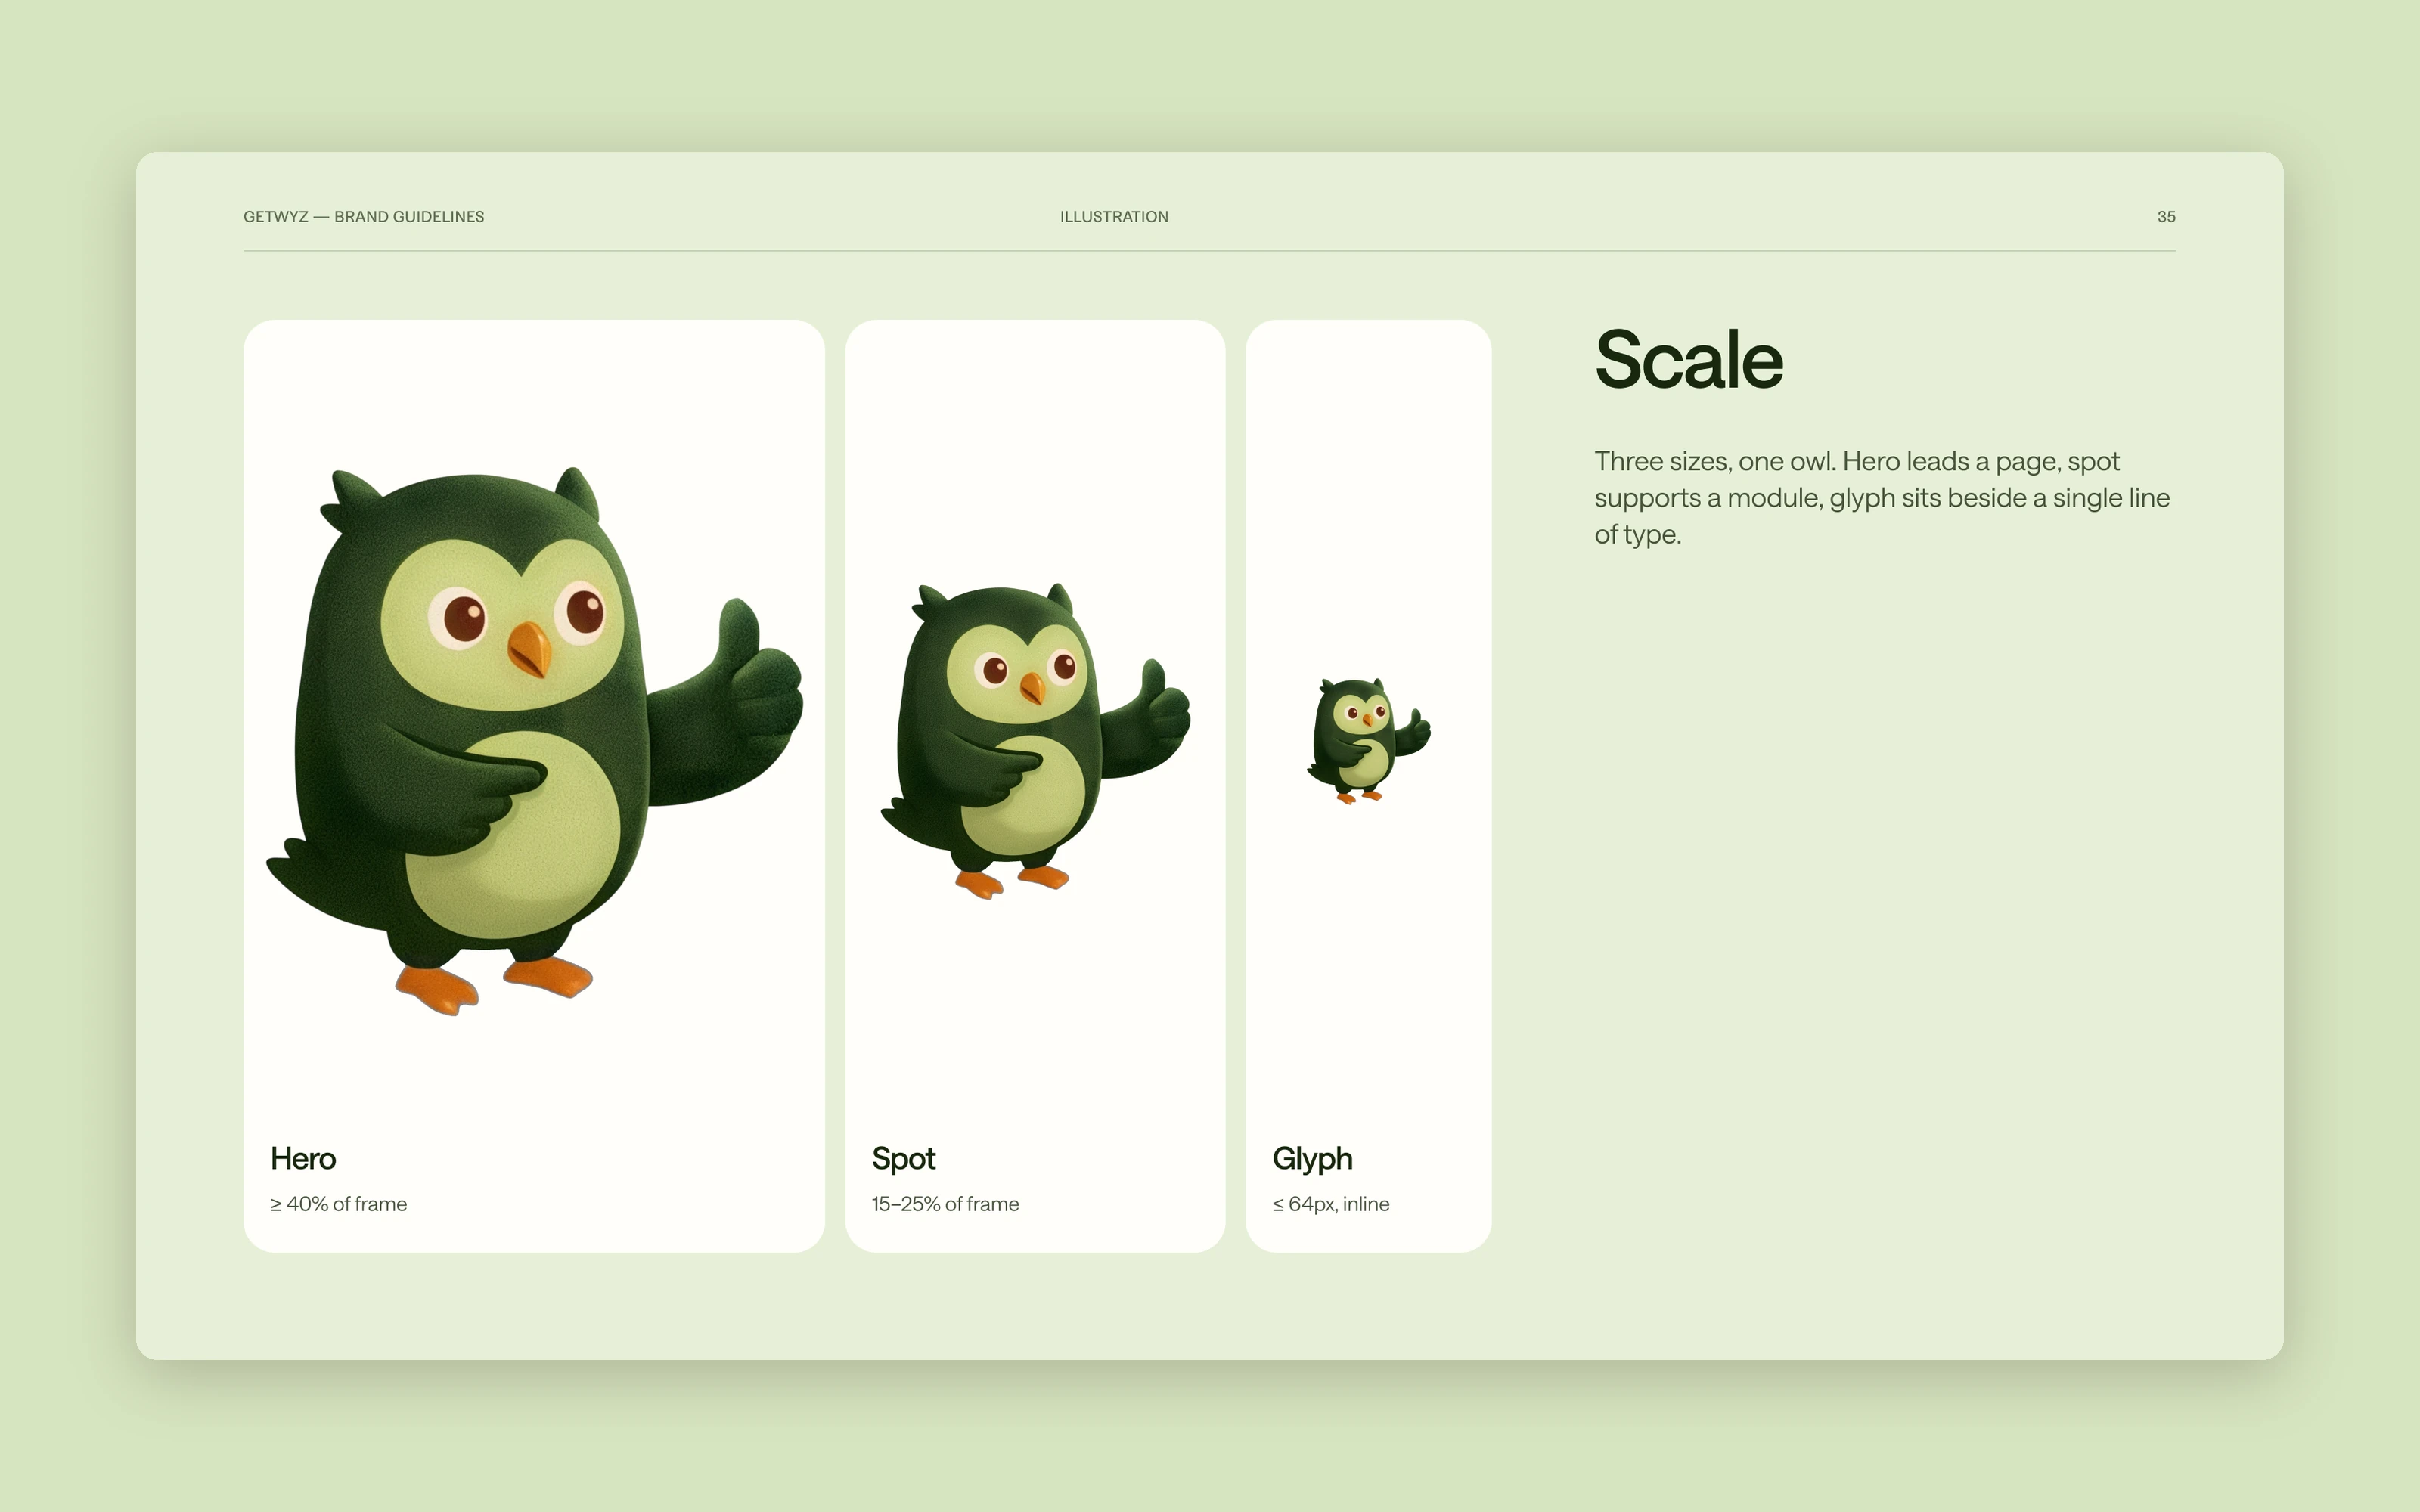 GETWYZ — BRAND GUIDELINES
ILLUSTRATION
35
Scale
Three sizes, one owl. Hero leads a page, spot
supports a module, glyph sits beside a single line
of type.
Hero
≥ 40% of frame
Spot
15–25% of frame
Glyph
≤ 64px, inline